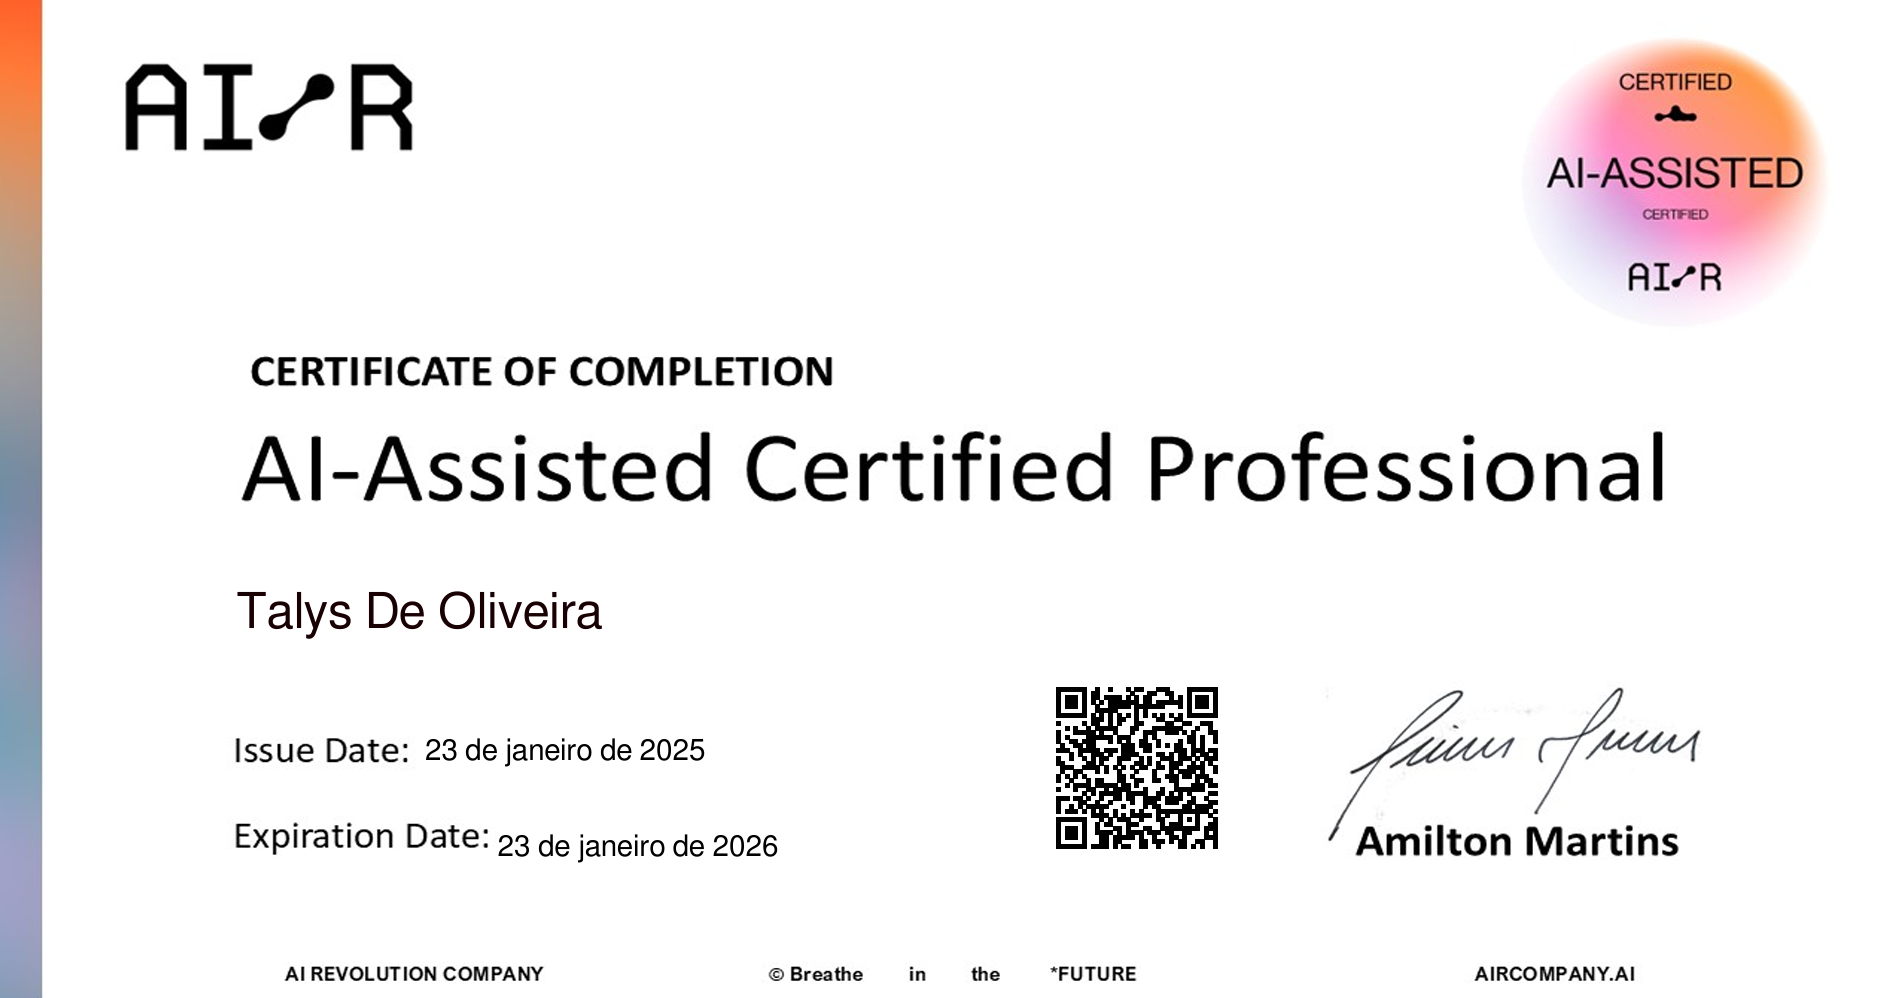 AIR
CERTIFIED
AI-ASSISTED
CERTIFIED
AIR
CERTIFICATE OF COMPLETION
AI-Assisted Certified Professional
Talys De Oliveira
Issue Date: 23 de janeiro de 2025
Expiration Date: 23 de janeiro de 2026
Amilton Martins
AI REVOLUTION COMPANY © Breathe in the *FUTURE AIRCOMPANY.AI